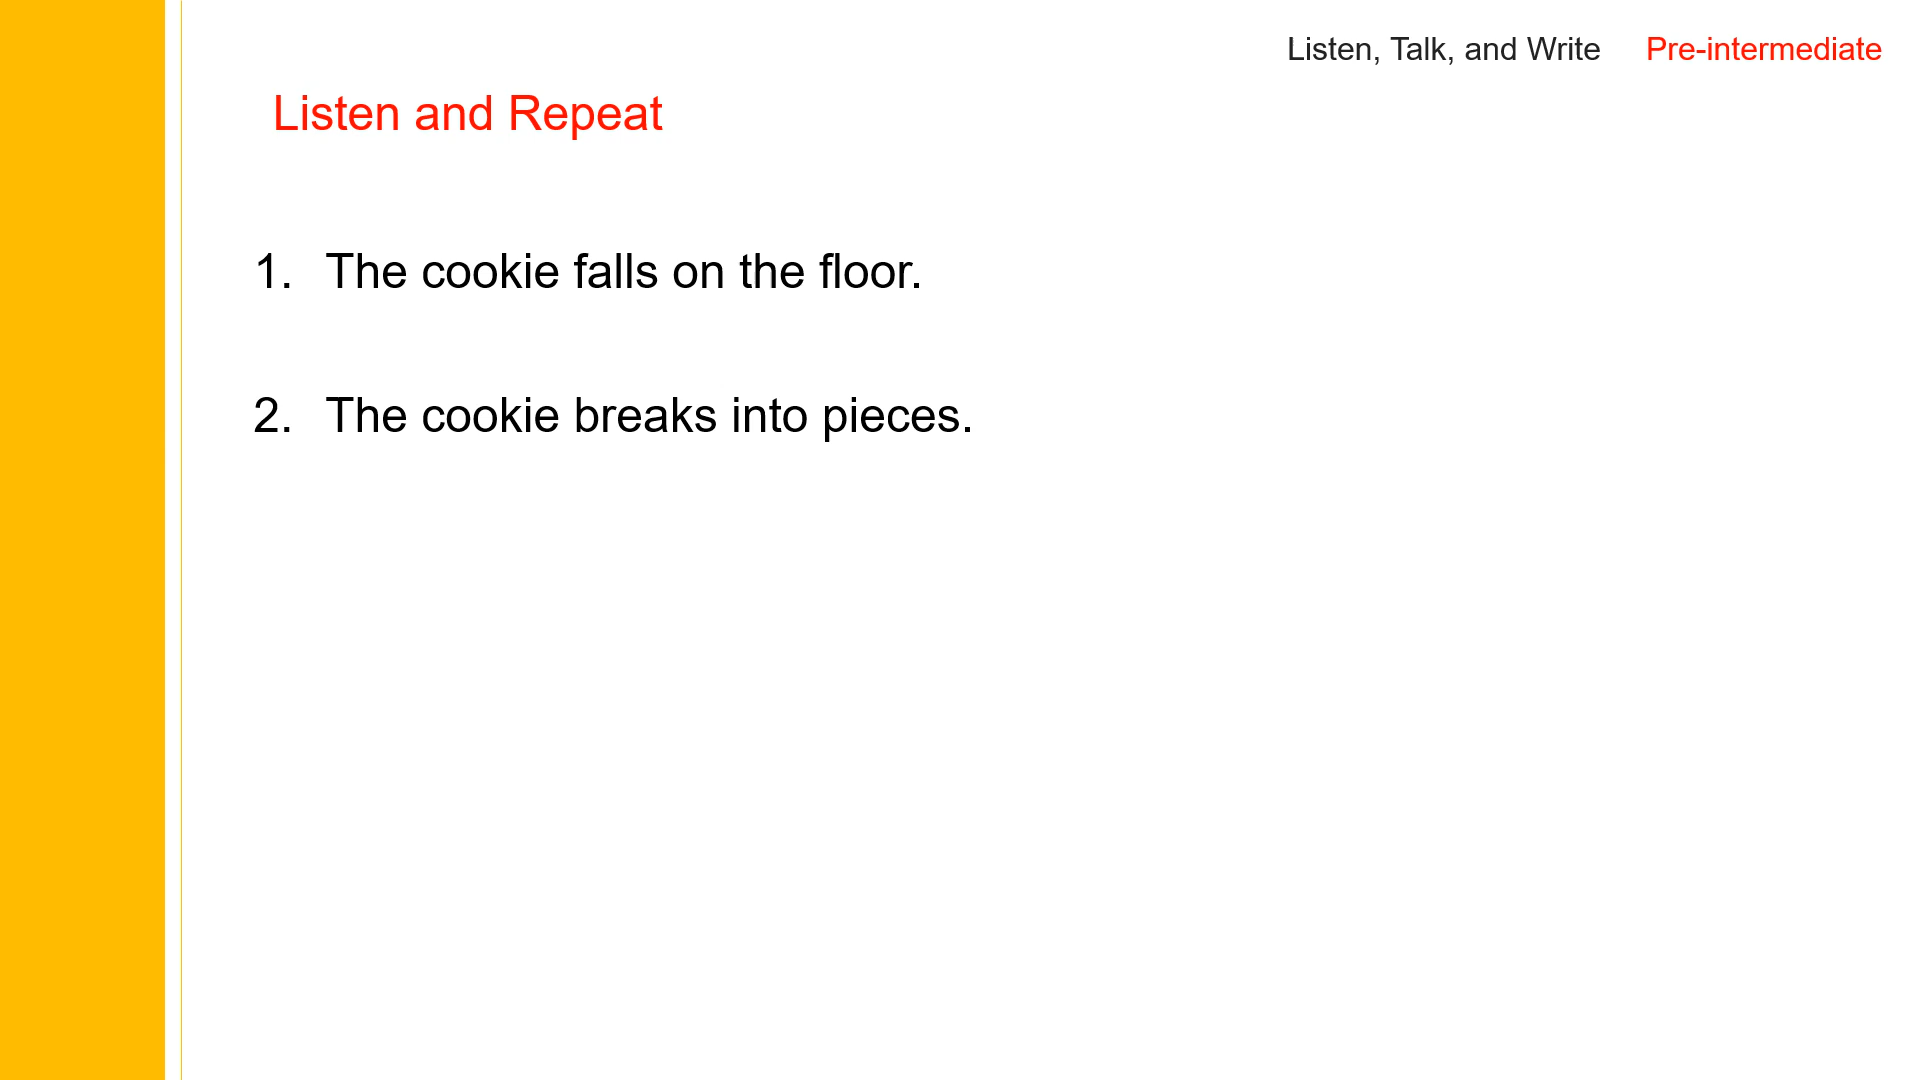 Listen, Talk, and Write Pre-intermediate
Listen and Repeat
1. The cookie falls on the floor.
2. The cookie breaks into pieces.